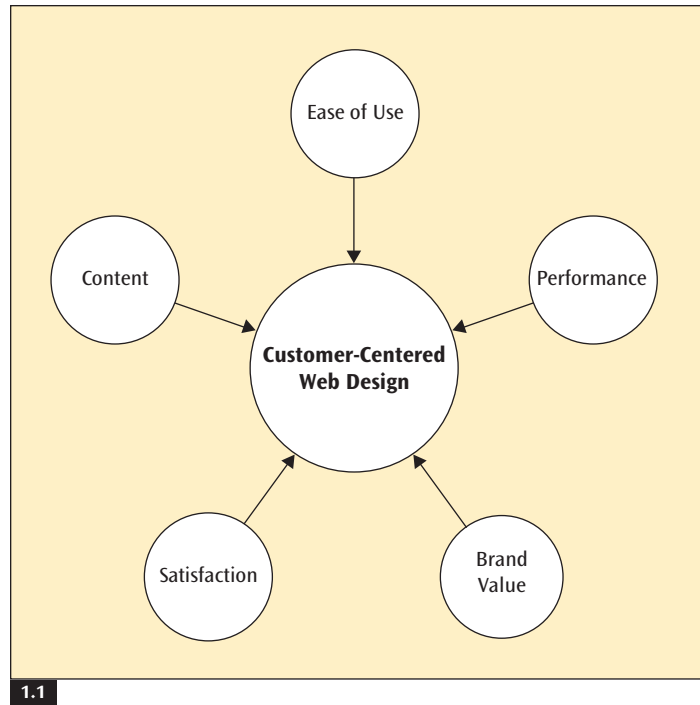 Ease of Use
Content
Performance
Customer-Centered
Web Design
Satisfaction
Brand
Value
1.1